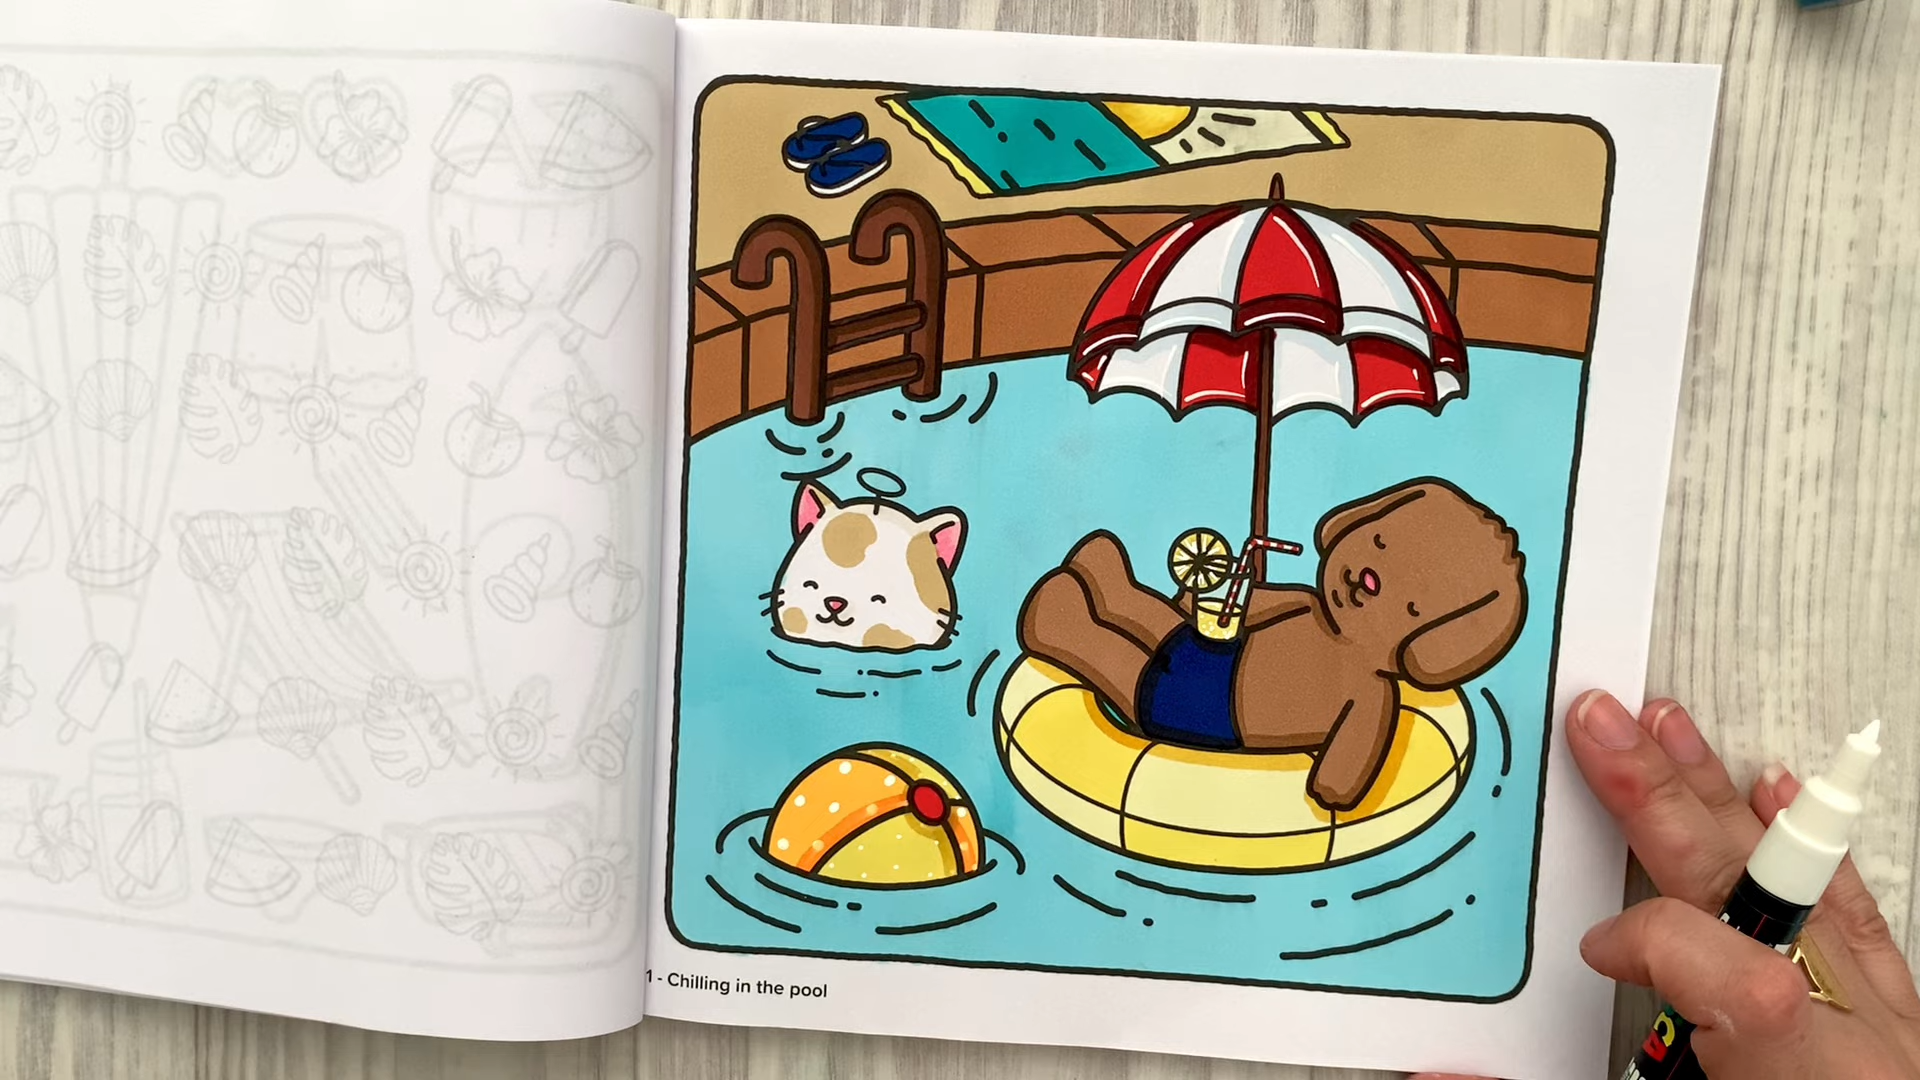 1 - Chilling in the pool